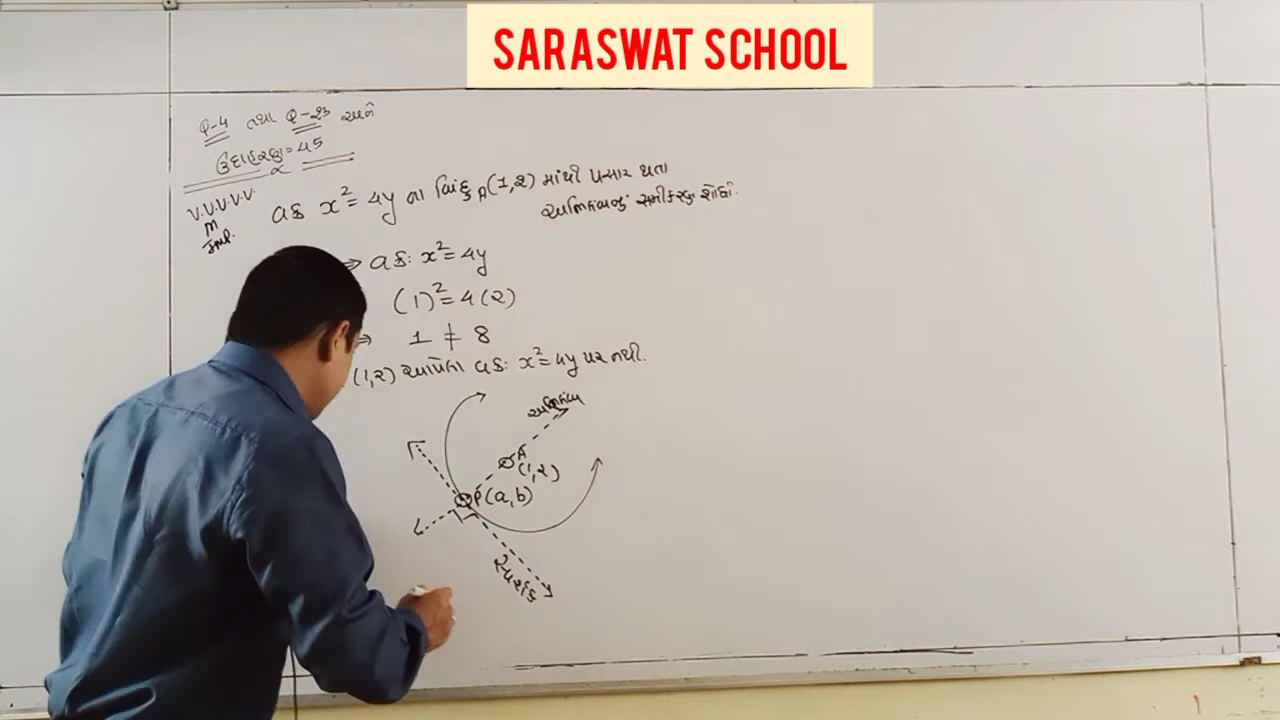 SARASWAT SCHOOL
Q-4 તથા Q-23 અને
ઉદાહરણ = 45
V.V.V.V.V.
M
Imp.
વક્ર x² = 4y ના બિંદુ A(1,2) માંથી પસાર થતા
અભિલંબનું સમીકરણ શોધો.
⇒ વક્ર: x² = 4y
(1)² = 4(2)
⇒ 1 ≠ 8
(1,2) આપેલા વક્ર: x² = 4y પર નથી.
અભિલંબ
A
(1,2)
P(a,b)
સ્પર્શક